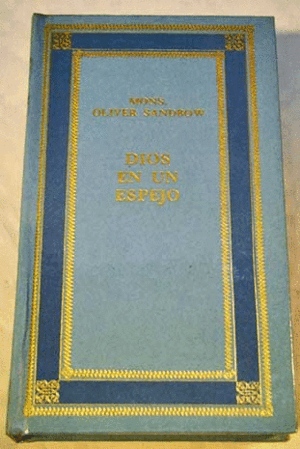 MONS.
OLIVER SANDROW
DIOS
EN UN
ESPEJO